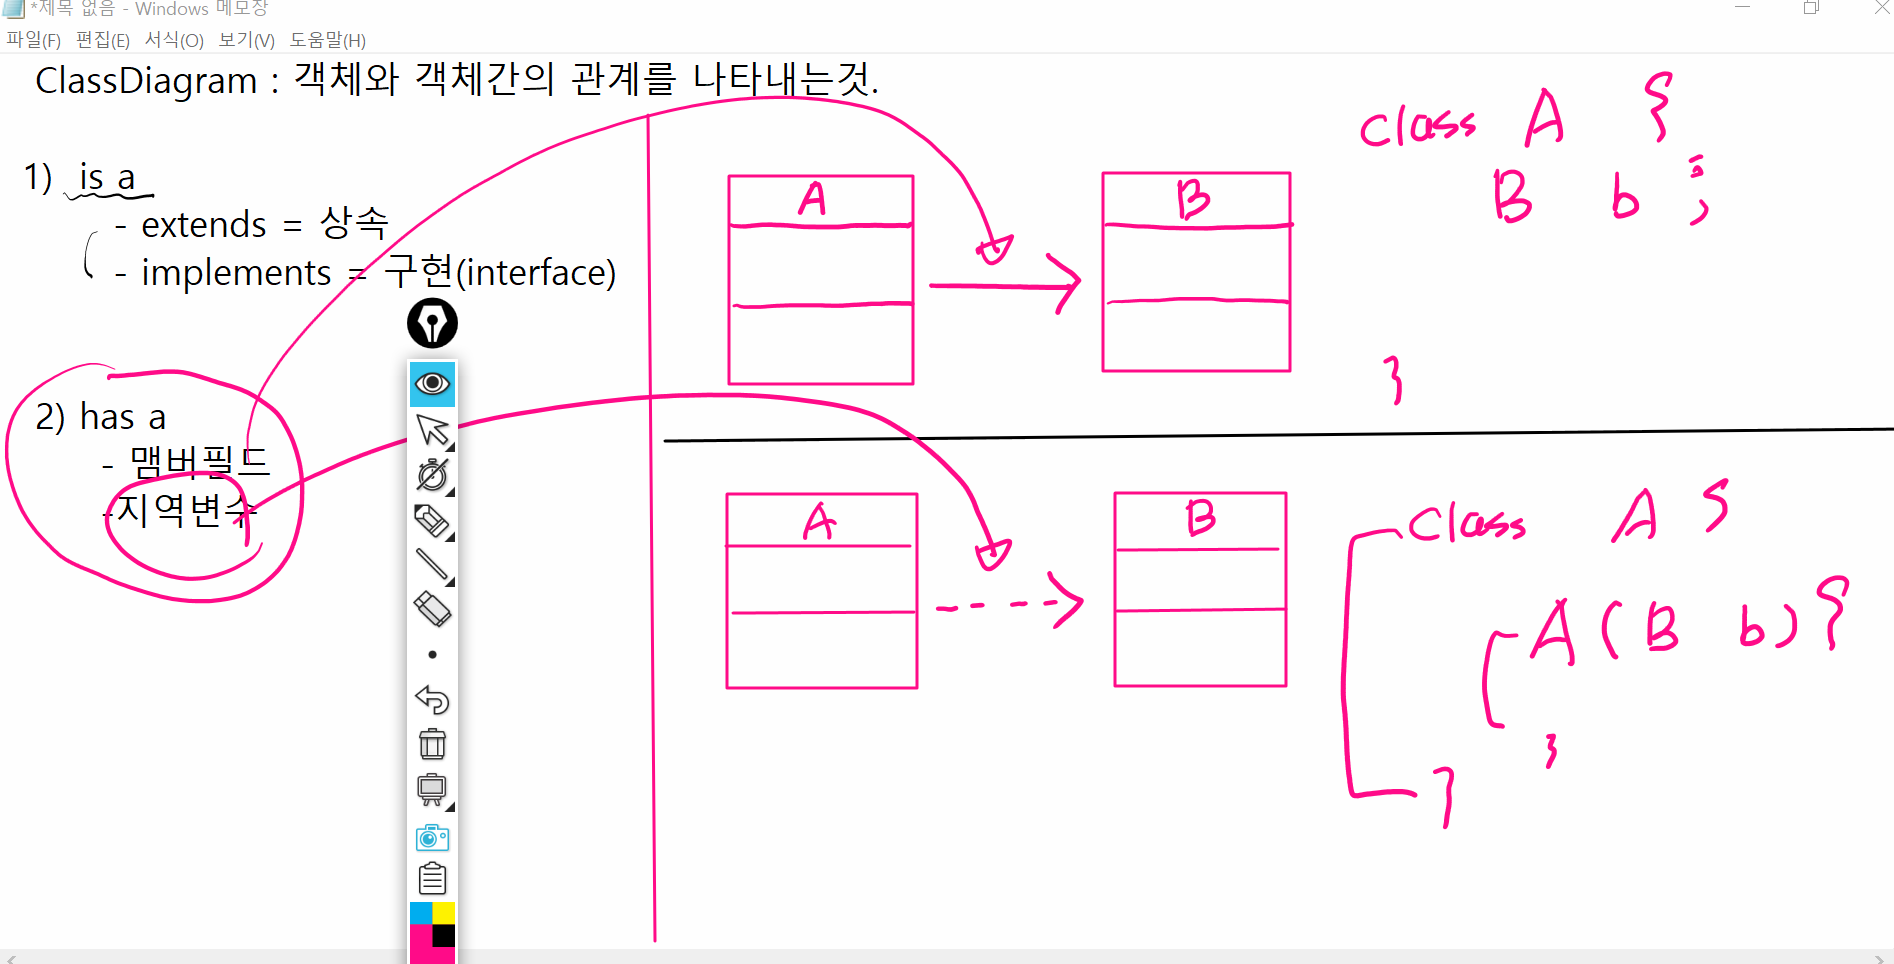 *제목 없음 - Windows 메모장
파일(F) 편집(E) 서식(O) 보기(V) 도움말(H)
ClassDiagram : 객체와 객체간의 관계를 나타내는것.
1) is a
- extends = 상속
- implements = 구현(interface)
2) has a
- 맴버필드
-지역변수
A
B
class A {
B b ;
}
A
B
class A {
A(B b){
}
}